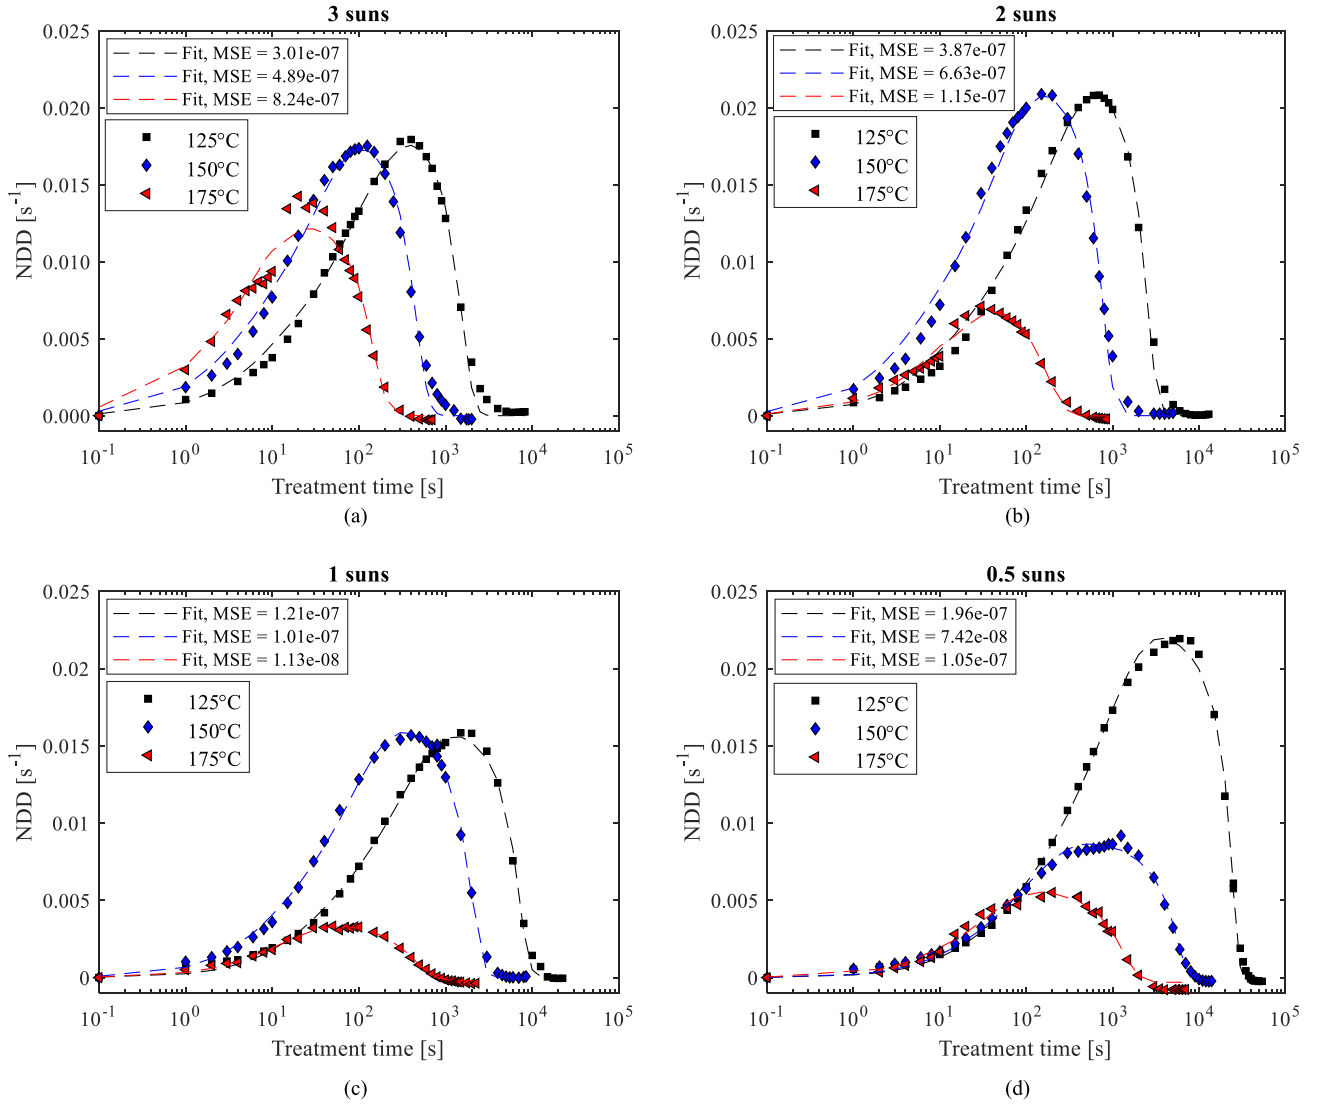 3 suns
0.025
0.020
0.015
0.010
0.005
0.000
NDD [s⁻¹]
Fit, MSE = 3.01e-07
Fit, MSE = 4.89e-07
Fit, MSE = 8.24e-07
125°C
150°C
175°C
10⁻¹ 10⁰ 10¹ 10² 10³ 10⁴ 10⁵
Treatment time [s]
(a)
2 suns
0.025
0.020
0.015
0.010
0.005
0.000
NDD [s⁻¹]
Fit, MSE = 3.87e-07
Fit, MSE = 6.63e-07
Fit, MSE = 1.15e-07
125°C
150°C
175°C
10⁻¹ 10⁰ 10¹ 10² 10³ 10⁴ 10⁵
Treatment time [s]
(b)
1 suns
0.025
0.02
0.015
0.01
0.005
0
NDD [s⁻¹]
Fit, MSE = 1.21e-07
Fit, MSE = 1.01e-07
Fit, MSE = 1.13e-08
125°C
150°C
175°C
10⁻¹ 10⁰ 10¹ 10² 10³ 10⁴ 10⁵
Treatment time [s]
(c)
0.5 suns
0.025
0.02
0.015
0.01
0.005
0
NDD [s⁻¹]
Fit, MSE = 1.96e-07
Fit, MSE = 7.42e-08
Fit, MSE = 1.05e-07
125°C
150°C
175°C
10⁻¹ 10⁰ 10¹ 10² 10³ 10⁴ 10⁵
Treatment time [s]
(d)